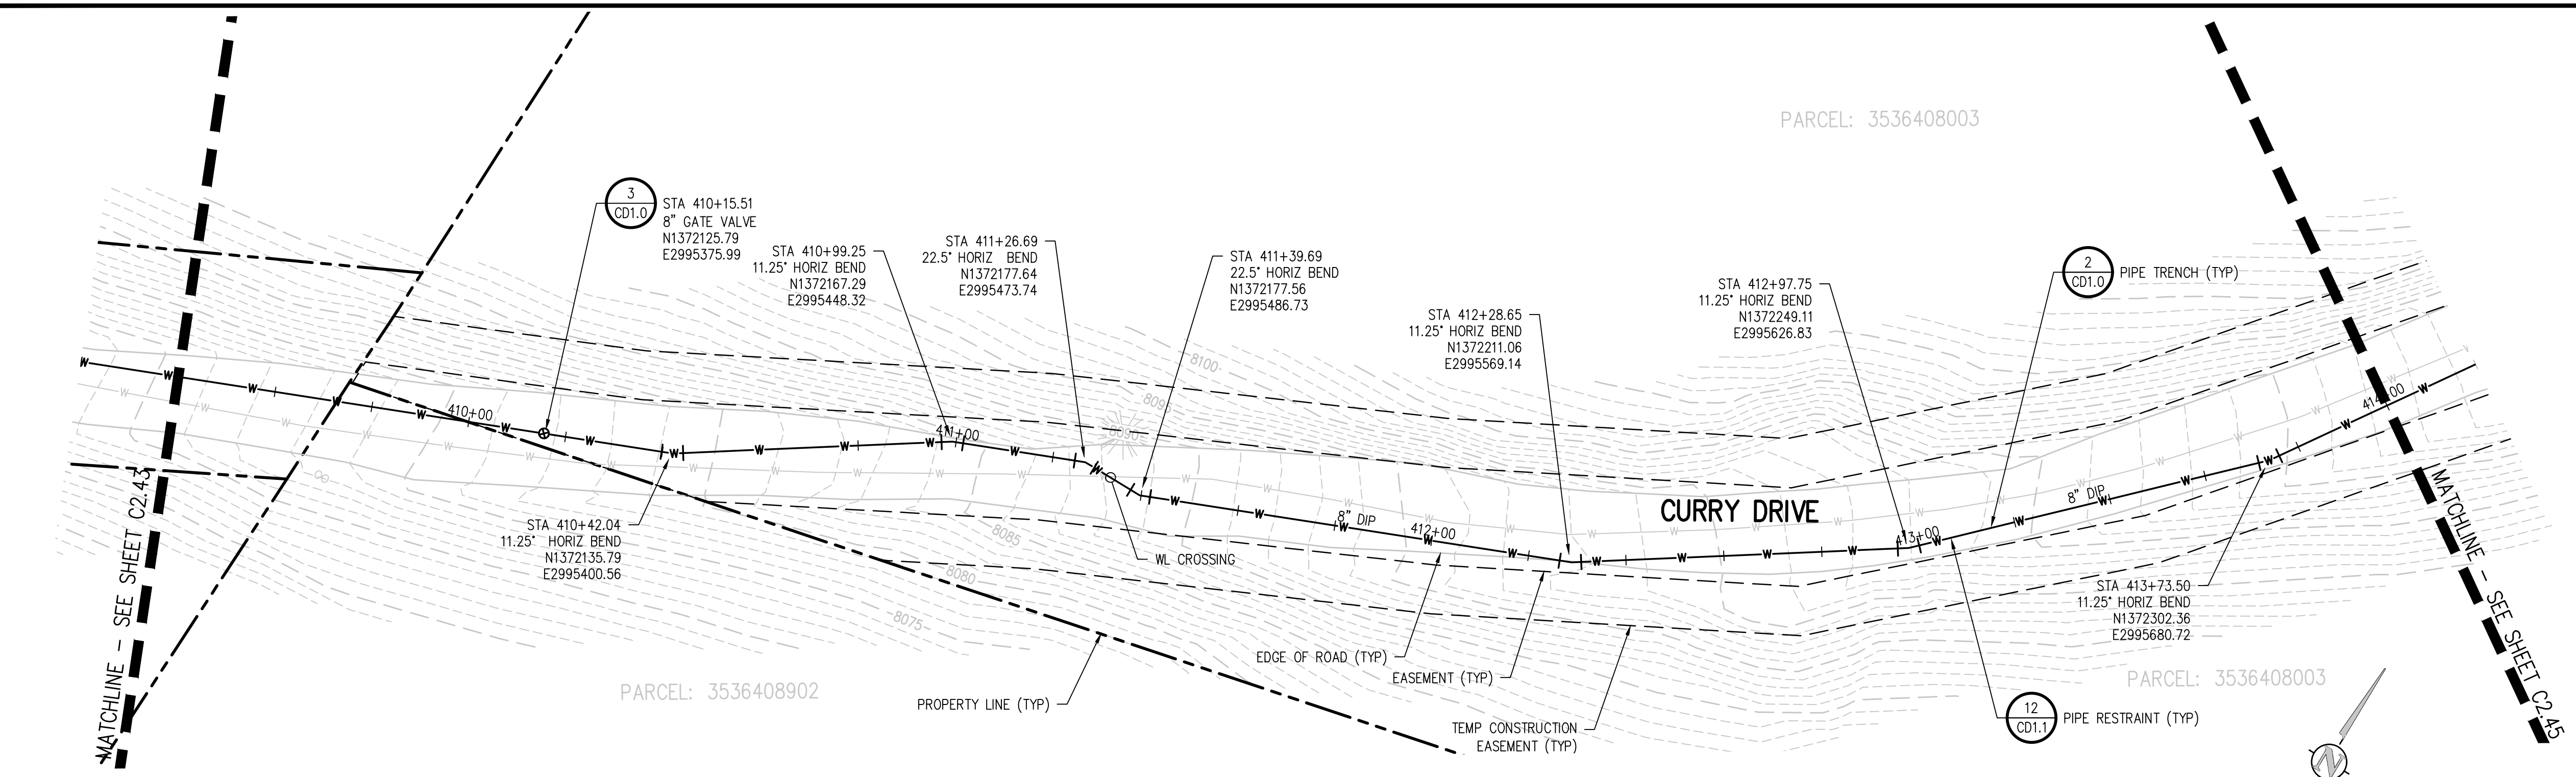 PARCEL: 3536408003
3
CD1.0
STA 410+15.51
8" GATE VALVE
N1372125.79
E2995375.99
STA 410+99.25
11.25° HORIZ BEND
N1372167.29
E2995448.32
STA 411+26.69
22.5° HORIZ BEND
N1372177.64
E2995473.74
STA 411+39.69
22.5° HORIZ BEND
N1372177.56
E2995486.73
STA 412+28.65
11.25° HORIZ BEND
N1372211.06
E2995569.14
STA 412+97.75
11.25° HORIZ BEND
N1372249.11
E2995626.83
2
CD1.0
PIPE TRENCH (TYP)
8100
8095
8090
410+00
411+00
412+00
413+00
414+00
8" DIP
8" DIP
CURRY DRIVE
STA 410+42.04
11.25° HORIZ BEND
N1372135.79
E2995400.56
8085
8080
8075
WL CROSSING
EDGE OF ROAD (TYP)
EASEMENT (TYP)
PROPERTY LINE (TYP)
TEMP CONSTRUCTION
EASEMENT (TYP)
STA 413+73.50
11.25° HORIZ BEND
N1372302.36
E2995680.72
12
CD1.1
PIPE RESTRAINT (TYP)
PARCEL: 3536408902
PARCEL: 3536408003
MATCHLINE - SEE SHEET C2.43
MATCHLINE - SEE SHEET C2.45
N